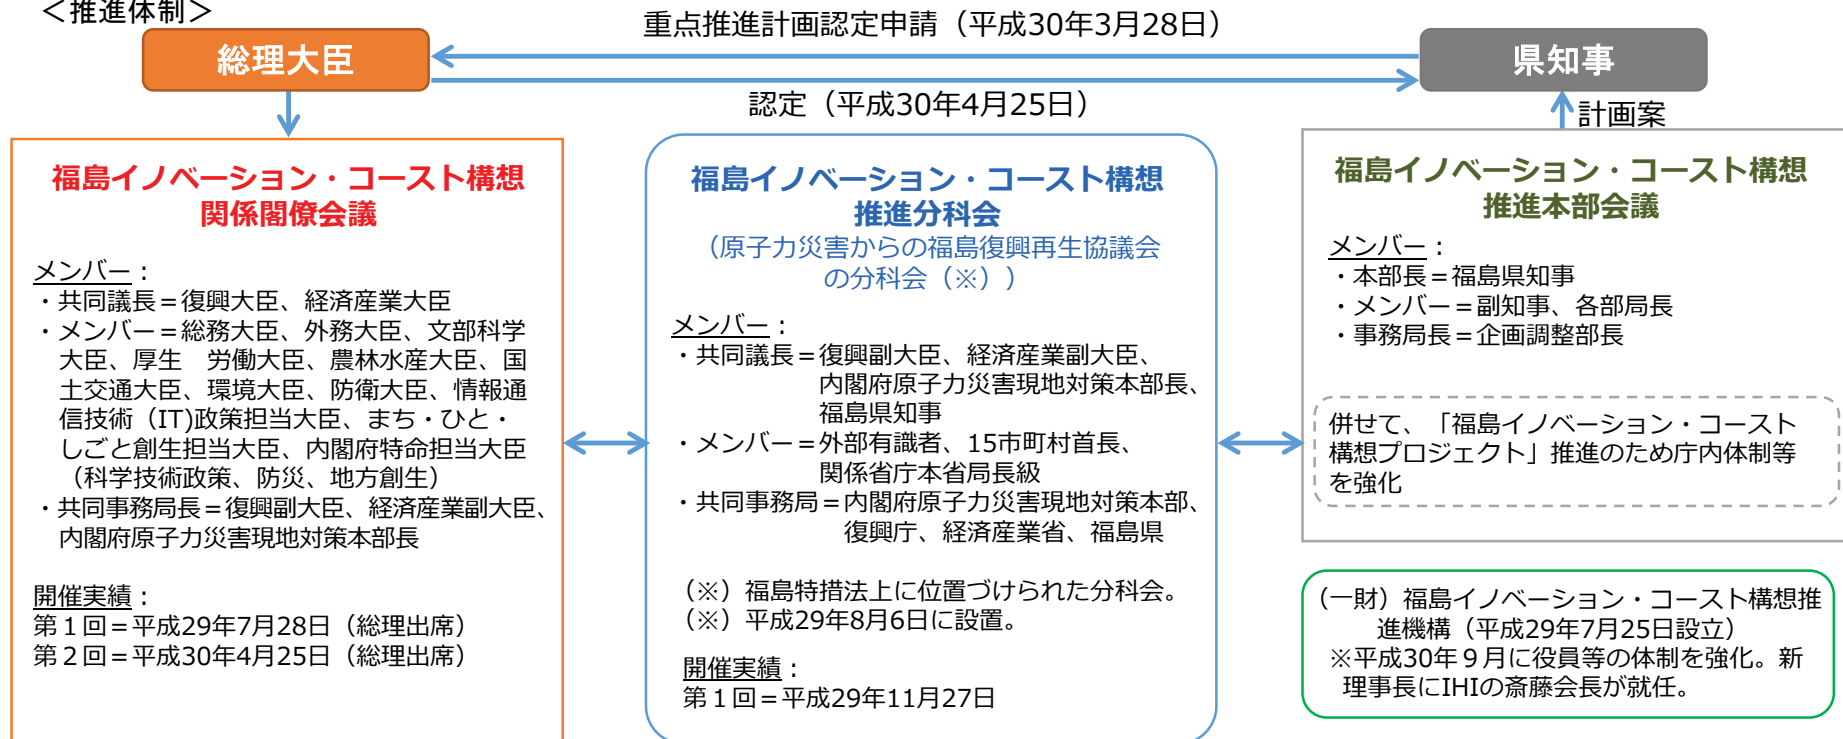 ＜推進体制＞
重点推進計画認定申請（平成30年3月28日）
総理大臣
県知事
認定（平成30年4月25日）
計画案
福島イノベーション・コースト構想
関係閣僚会議
メンバー：
・共同議長＝復興大臣、経済産業大臣
・メンバー＝総務大臣、外務大臣、文部科学
大臣、厚生　労働大臣、農林水産大臣、国
土交通大臣、環境大臣、防衛大臣、情報通
信技術（IT)政策担当大臣、まち・ひと・
しごと創生担当大臣、内閣府特命担当大臣
（科学技術政策、防災、地方創生）
・共同事務局長＝復興副大臣、経済産業副大臣、
内閣府原子力災害現地対策本部長
開催実績：
第１回＝平成29年7月28日（総理出席）
第２回＝平成30年4月25日（総理出席）
福島イノベーション・コースト構想
推進分科会
（原子力災害からの福島復興再生協議会
の分科会（※））
メンバー：
・共同議長＝復興副大臣、経済産業副大臣、
内閣府原子力災害現地対策本部長、
福島県知事
・メンバー＝外部有識者、15市町村首長、
関係省庁本省局長級
・共同事務局＝内閣府原子力災害現地対策本部、
復興庁、経済産業省、福島県
（※）福島特措法上に位置づけられた分科会。
（※）平成29年8月6日に設置。
開催実績：
第１回＝平成29年11月27日
福島イノベーション・コースト構想
推進本部会議
メンバー：
・本部長＝福島県知事
・メンバー＝副知事、各部局長
・事務局長＝企画調整部長
併せて、「福島イノベーション・コースト
構想プロジェクト」推進のため庁内体制等
を強化
（一財）福島イノベーション・コースト構想推
進機構（平成29年7月25日設立）
※平成30年９月に役員等の体制を強化。新
理事長にIHIの斎藤会長が就任。